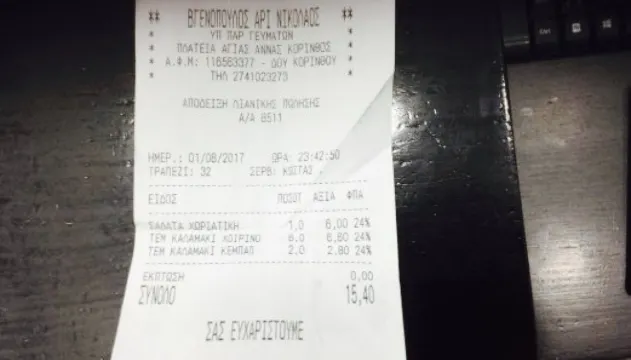 ** ΒΓΕΝΟΠΟΥΛΟΣ ΑΡΙ ΝΙΚΟΛΑΟΣ **
* ΥΠ ΠΑΡ ΓΕΥΜΑΤΩΝ *
* ΠΛΑΤΕΙΑ ΑΓΙΑΣ ΑΝΝΑΣ ΚΟΡΙΝΘΟΣ *
* Α.Φ.Μ: 116563377 - ΔΟΥ ΚΟΡΙΝΘΟΥ *
* ΤΗΛ 2741023273 *
ΑΠΟΔΕΙΞΗ ΛΙΑΝΙΚΗΣ ΠΩΛΗΣΗΣ
Α/Α 8511
ΗΜΕΡ.: 01/08/2017 ΩΡΑ: 23:42:50
ΤΡΑΠΕΖΙ: 32 ΣΕΡΒ: ΚΩΣΤΑΣ .
ΕΙΔΟΣ ΠΟΣΟΤ ΑΞΙΑ ΦΠΑ
ΣΑΛΑΤΑ ΧΩΡΙΑΤΙΚΗ 1,0 6,00 24%
ΤΕΜ ΚΑΛΑΜΑΚΙ ΧΟΙΡΙΝΟ 6,60 24%
ΤΕΜ ΚΑΛΑΜΑΚΙ ΚΕΜΠΑΠ 2,0 2,80 24%
ΕΚΠΤΩΣΗ 0,00
ΣΥΝΟΛΟ 15,40
ΣΑΣ ΕΥΧΑΡΙΣΤΟΥΜΕ